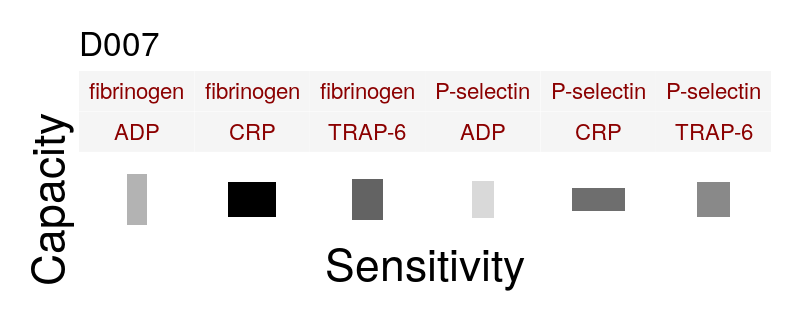 D007
fibrinogen fibrinogen fibrinogen P-selectin P-selectin P-selectin
ADP CRP TRAP-6 ADP CRP TRAP-6
Capacity
Sensitivity